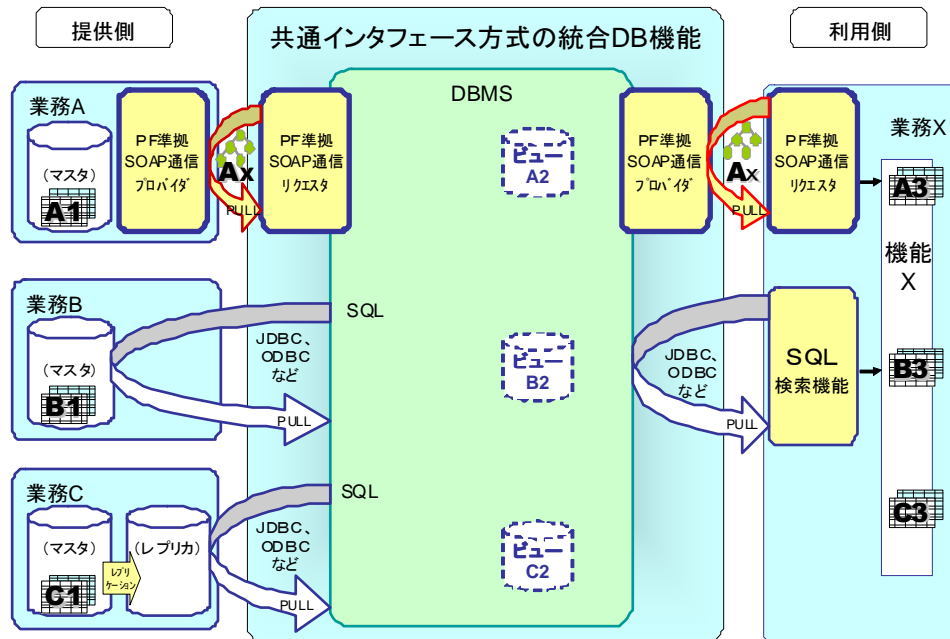 提供側
共通インタフェース方式の統合DB機能
利用側
業務A
(マスタ)
A1
PF準拠
SOAP通信
プロバイダ
Ax
PULL
PF準拠
SOAP通信
リクエスタ
DBMS
ビュー
A2
PF準拠
SOAP通信
プロバイダ
Ax
PULL
PF準拠
SOAP通信
リクエスタ
業務X
A3
機能
X
業務B
(マスタ)
B1
SQL
JDBC、
ODBC
など
PULL
ビュー
B2
JDBC、
ODBC
など
PULL
SQL
検索機能
B3
業務C
(マスタ)
C1
レプリ
ケーション
(レプリカ)
SQL
JDBC、
ODBC
など
PULL
ビュー
C2
C3